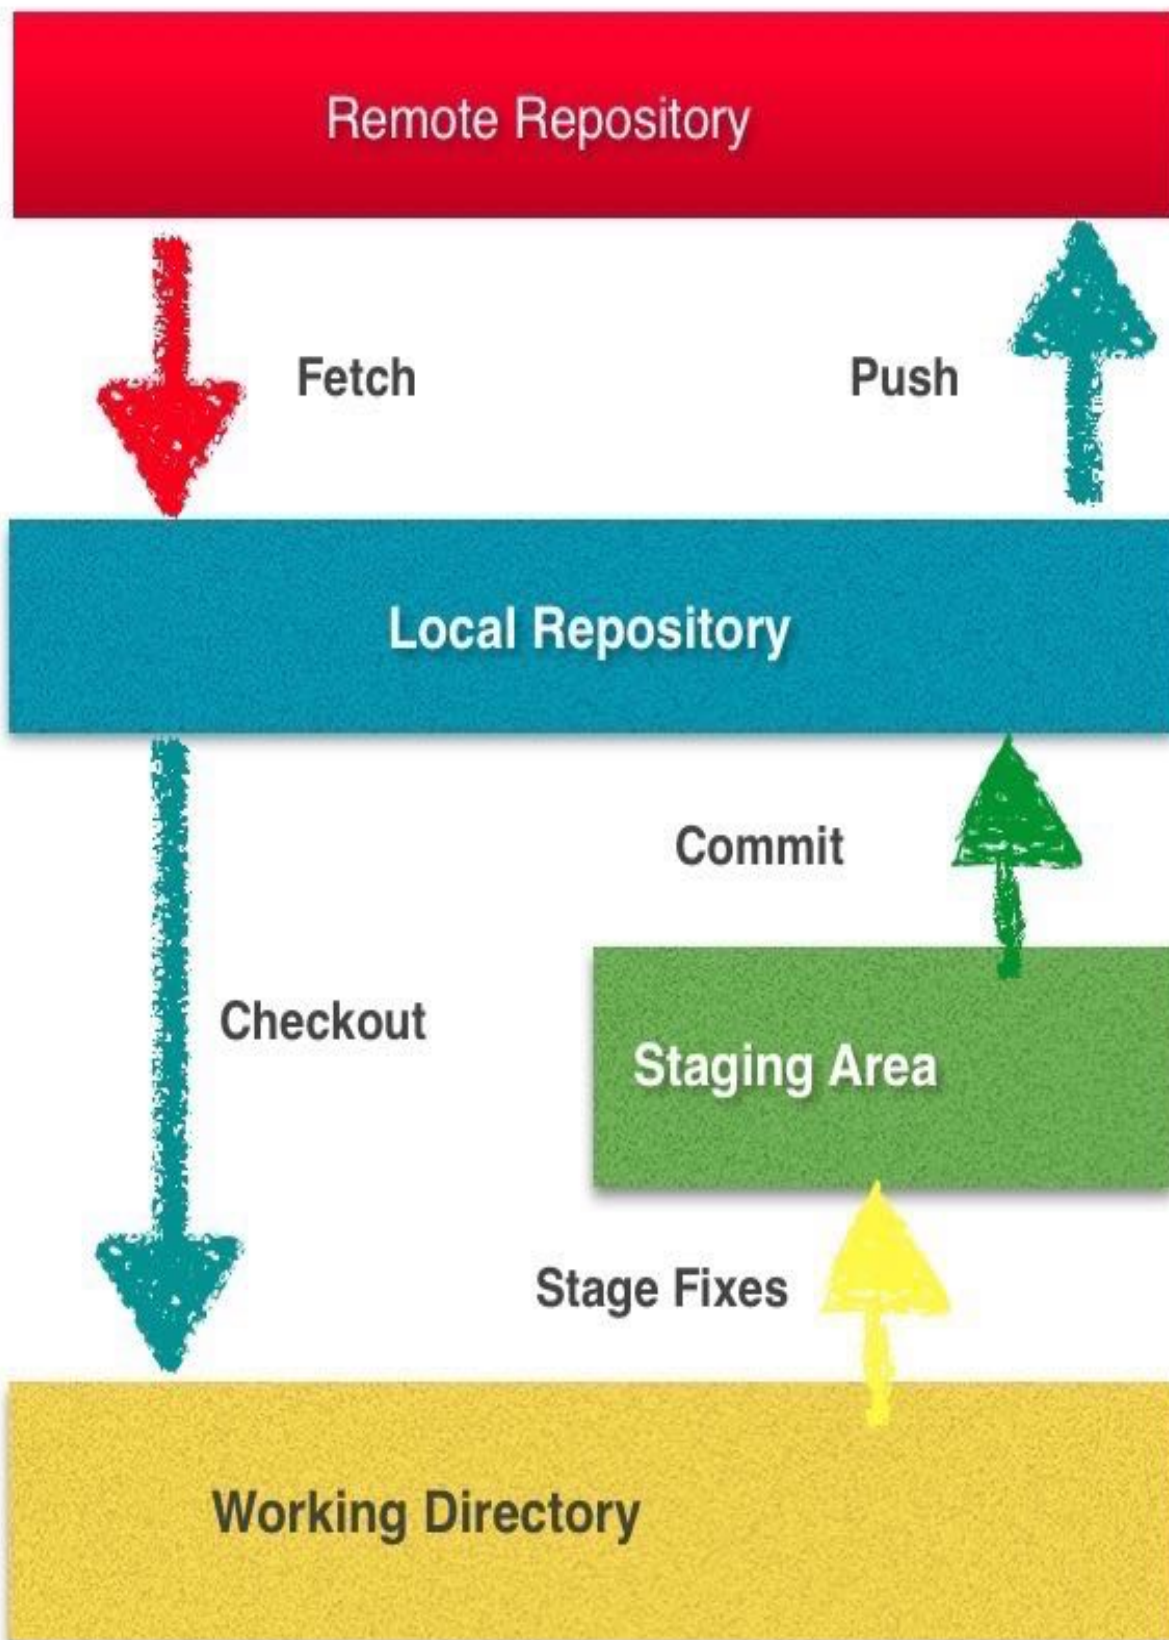 Remote Repository
Fetch
Push
Local Repository
Commit
Checkout
Staging Area
Stage Fixes
Working Directory